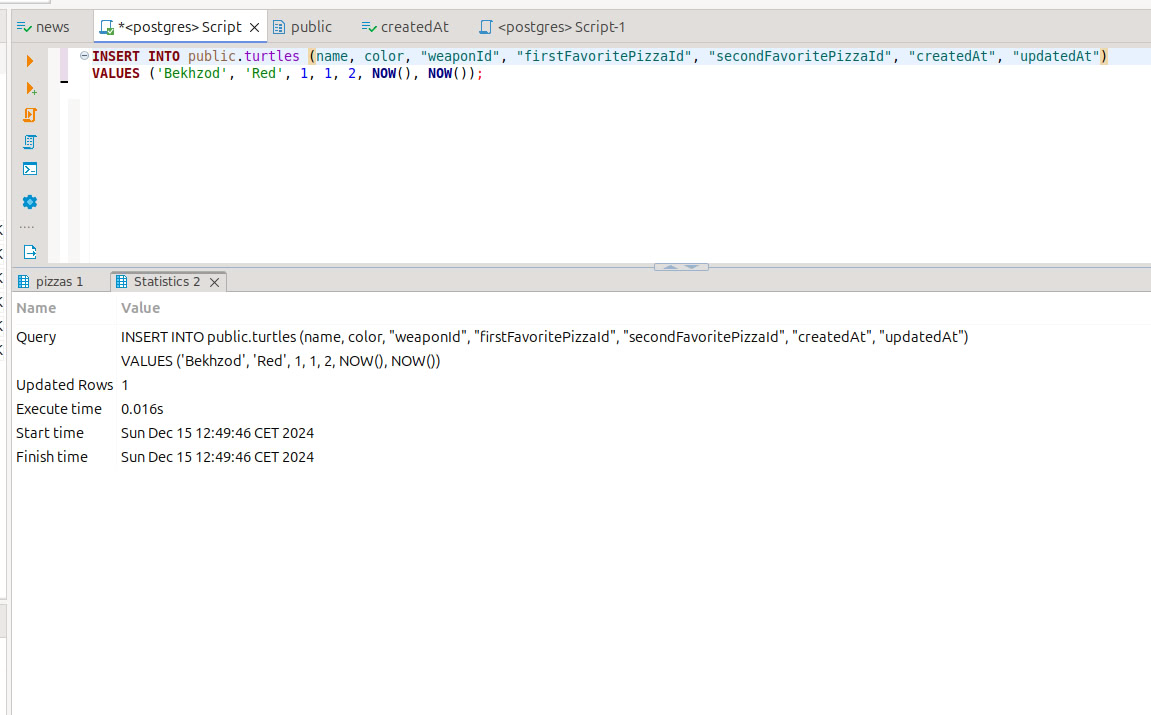 news
*<postgres> Script
public
createdAt
<postgres> Script-1
INSERT INTO public.turtles (name, color, "weaponId", "firstFavoritePizzaId", "secondFavoritePizzaId", "createdAt", "updatedAt")
VALUES ('Bekhzod', 'Red', 1, 1, 2, NOW(), NOW());
pizzas 1
Statistics 2
Name Value
Query INSERT INTO public.turtles (name, color, "weaponId", "firstFavoritePizzaId", "secondFavoritePizzaId", "createdAt", "updatedAt")
VALUES ('Bekhzod', 'Red', 1, 1, 2, NOW(), NOW())
Updated Rows 1
Execute time 0.016s
Start time Sun Dec 15 12:49:46 CET 2024
Finish time Sun Dec 15 12:49:46 CET 2024